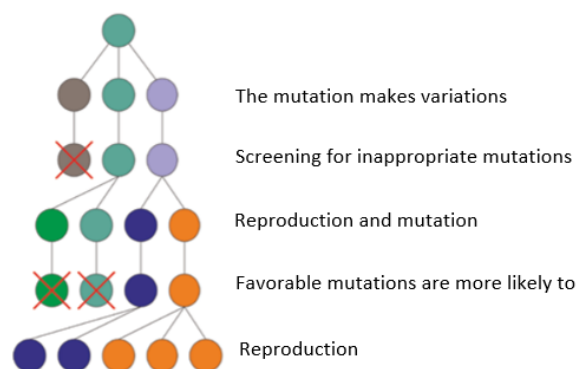 The mutation makes variations
Screening for inappropriate mutations
Reproduction and mutation
Favorable mutations are more likely to
Reproduction